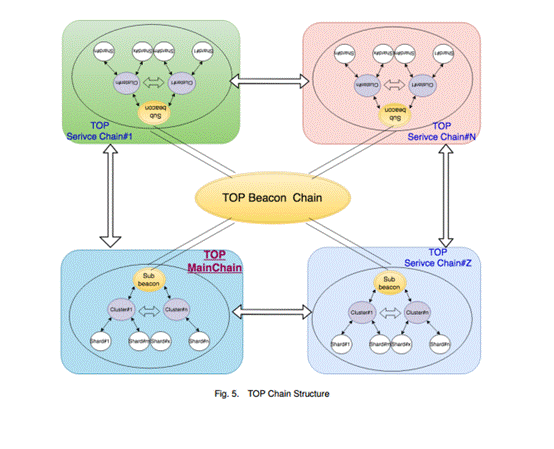 Shard#n Shard#x Shard#m Shard#1
Cluster#n Cluster#1
Sub
beacon
TOP
Serivce Chain#1
Shard#n Shard#x Shard#m Shard#1
Cluster#n Cluster#1
Sub
beacon
TOP
Serivce Chain#N
TOP Beacon Chain
TOP
MainChain
Sub
beacon
Cluster#1 Cluster#n
Shard#1 Shard#m Shard#x Shard#n
TOP
Serivce Chain#Z
Sub
beacon
Cluster#1 Cluster#n
Shard#1 Shard#m Shard#x Shard#n
Fig. 5. TOP Chain Structure